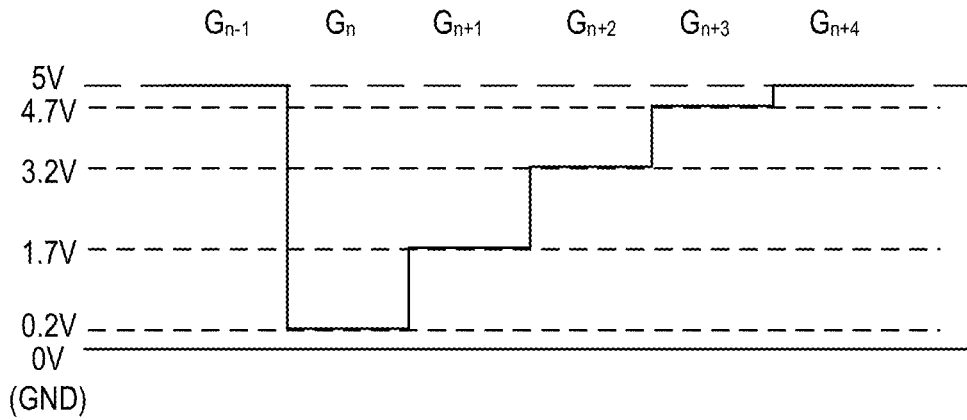 Gn-1 Gn Gn+1 Gn+2 Gn+3 Gn+4
5V
4.7V
3.2V
1.7V
0.2V
0V
(GND)